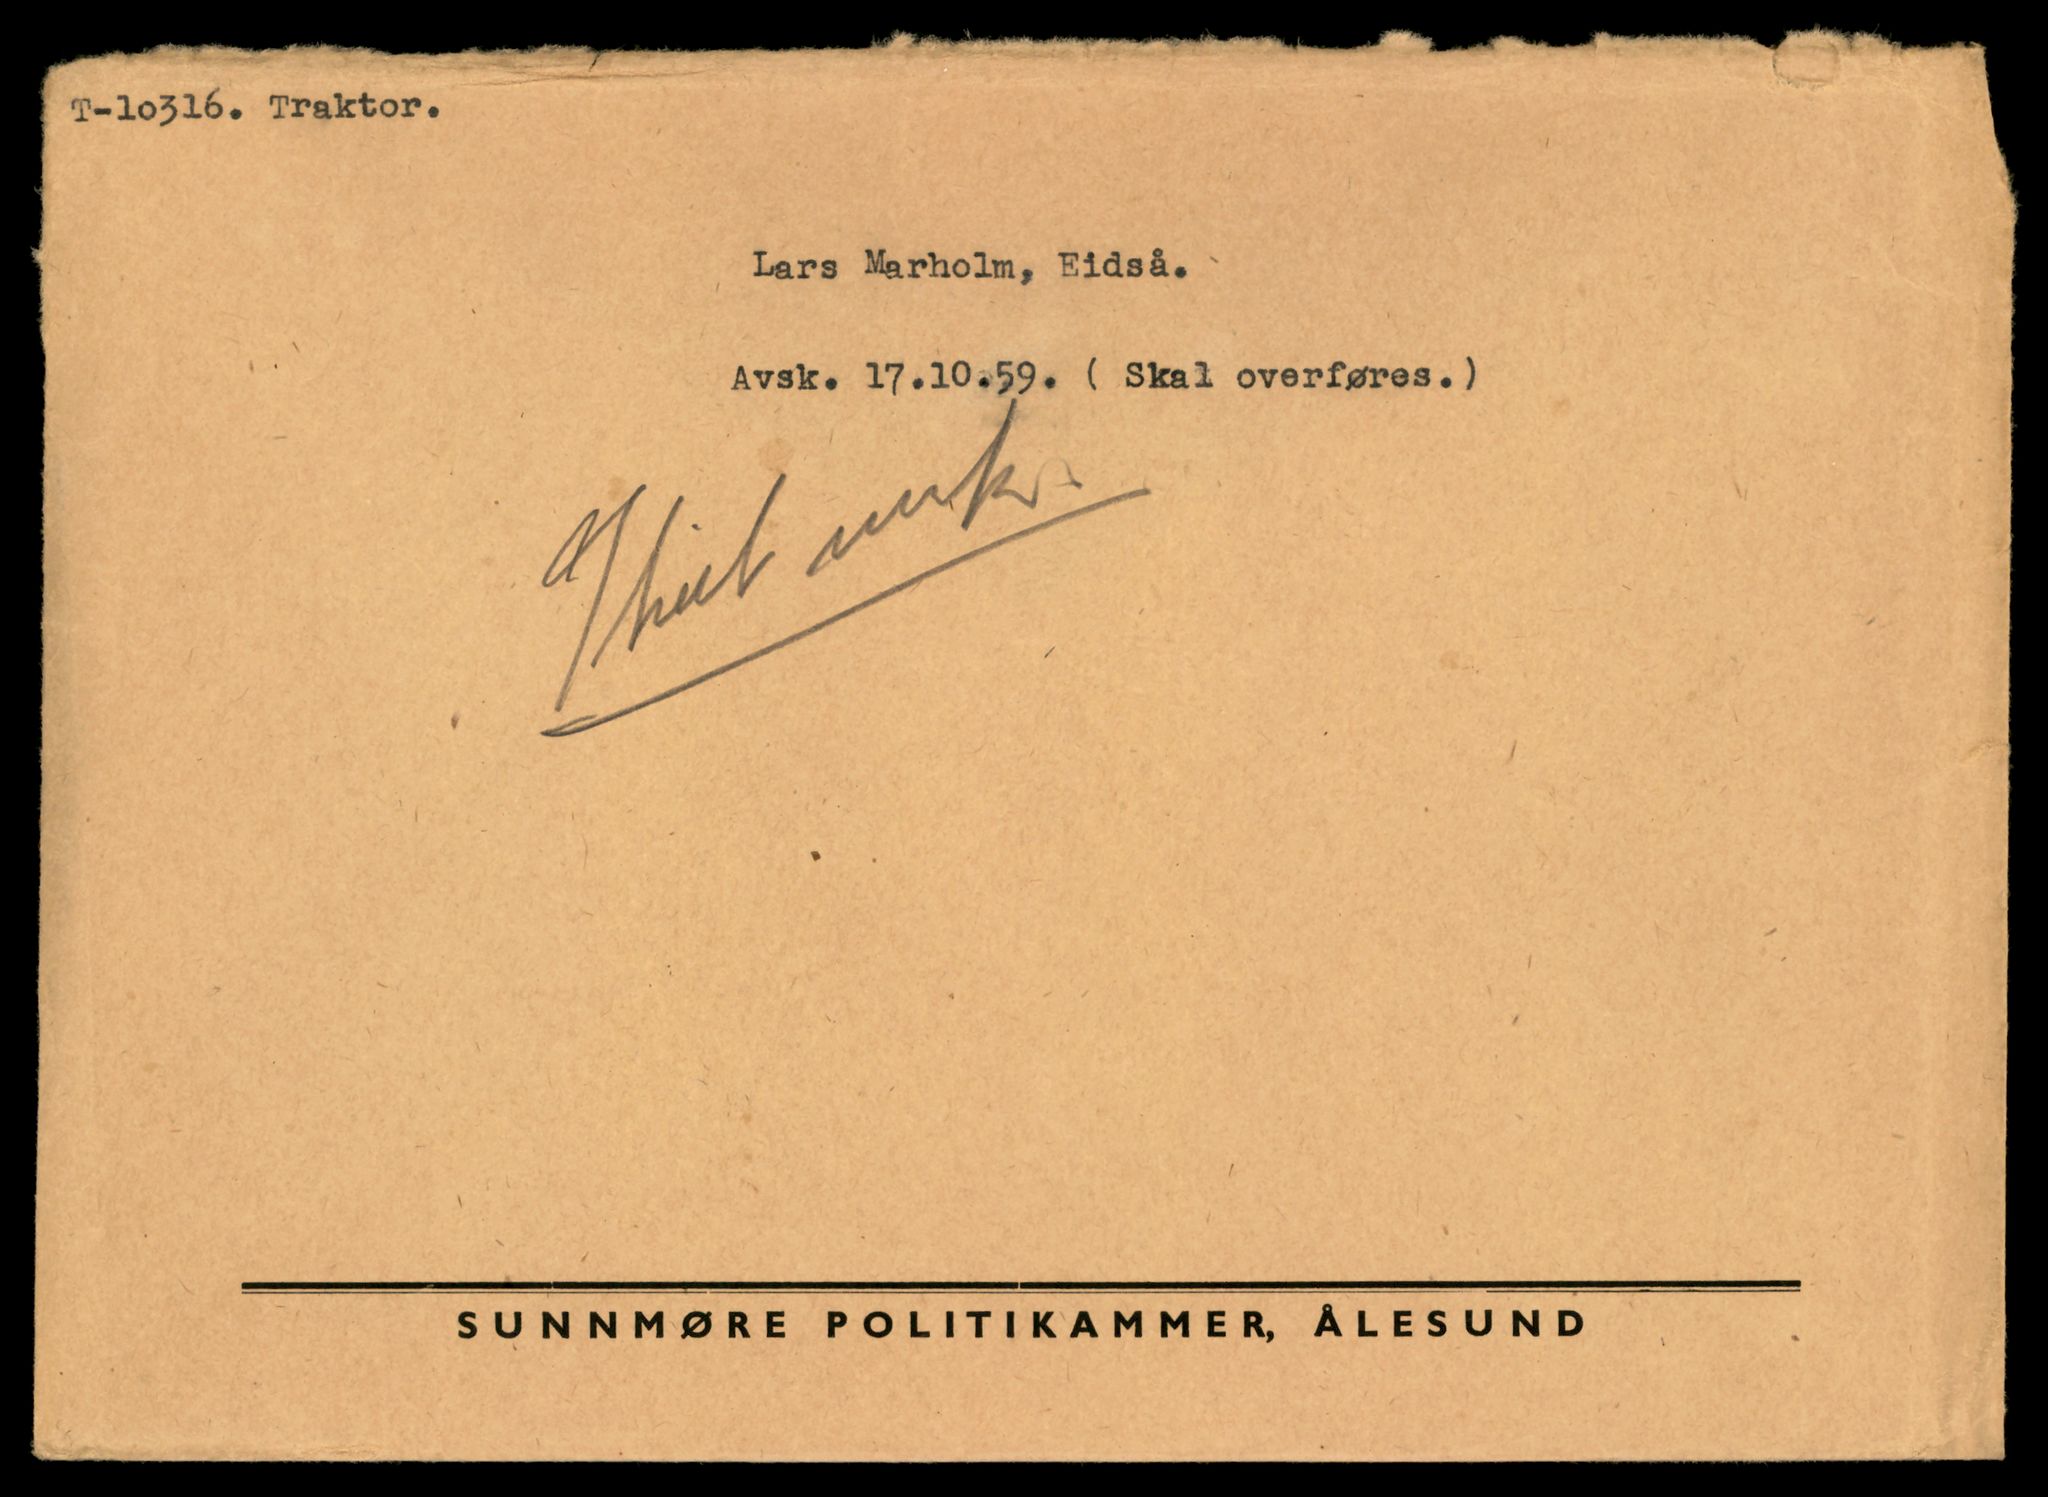 T-10316. Traktor.
Lars Marholm, Eidså.
Avsk. 17.10.59. ( Skal overføres.)
SUNNMØRE POLITIKAMMER, ÅLESUND